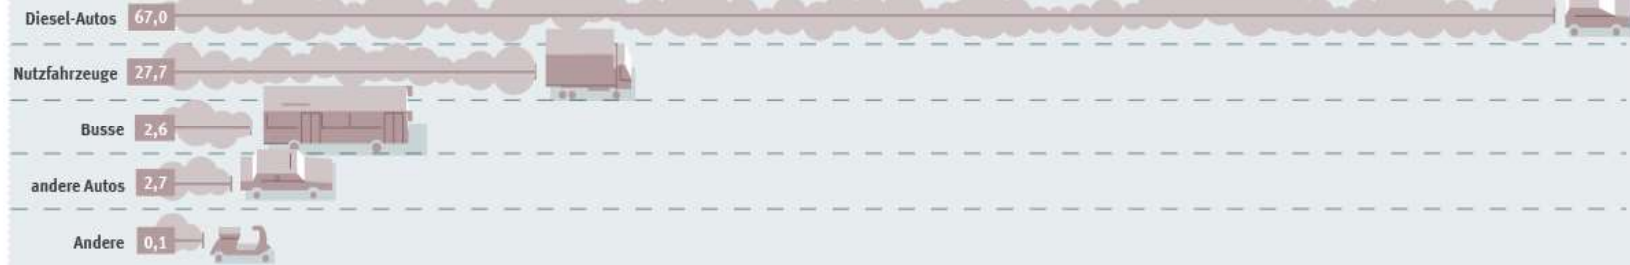 Diesel-Autos 67,0
Nutzfahrzeuge 27,7
Busse 2,6
andere Autos 2,7
Andere 0,1